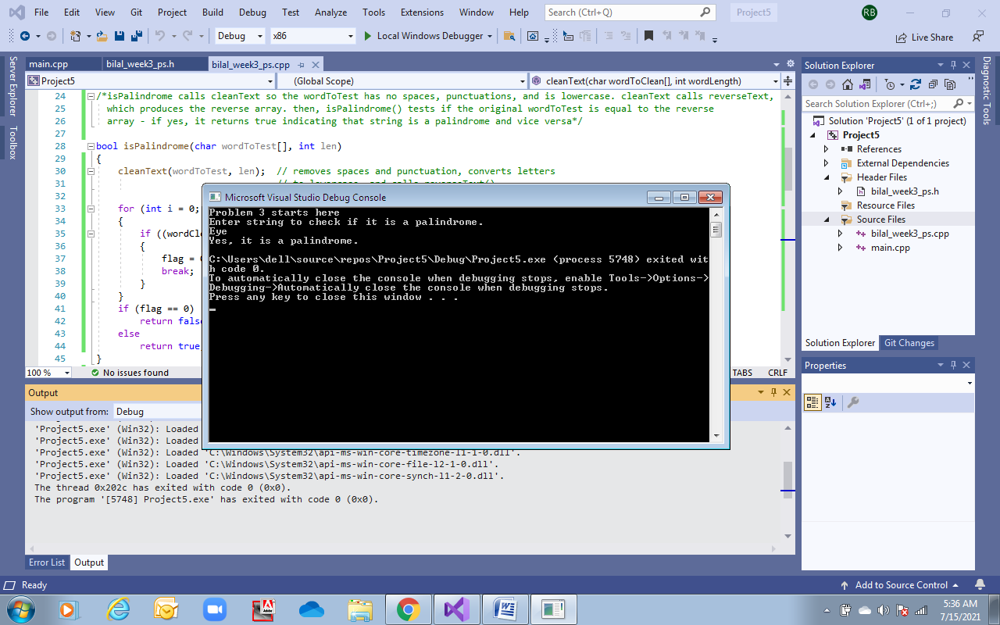 File Edit View Git Project Build Debug Test Analyze Tools Extensions Window Help Search (Ctrl+Q) Project5 RB
Debug x86 Local Windows Debugger Live Share
Server Explorer
Toolbox
main.cpp bilal_week3_ps.h bilal_week3_ps.cpp
Project5 (Global Scope) cleanText(char wordToClean[], int wordLength)
24 /*isPalindrome calls cleanText so the wordToTest has no spaces, punctuations, and is lowercase. cleanText calls reverseText,
25 which produces the reverse array. then, isPalindrome() tests if the original wordToTest is equal to the reverse
26 array - if yes, it returns true indicating that string is a palindrome and vice versa*/
27
28 bool isPalindrome(char wordToTest[], int len)
29 {
30 cleanText(wordToTest, len); // removes spaces and punctuation, converts letters
31
32
33 for (int i = 0;
34 {
35 if ((wordCle
36 {
37 flag =
38 break;
39 }
40 }
41 if (flag == 0)
42 return false
43 else
44 return true
45 }
100 % No issues found TABS CRLF
Microsoft Visual Studio Debug Console
Problem 3 starts here
Enter string to check if it is a palindrome.
Eye
Yes, it is a palindrome.
C:\Users\dell\source\repos\Project5\Debug\Project5.exe (process 5748) exited wit
h code 0.
To automatically close the console when debugging stops, enable Tools->Options->
Debugging->Automatically close the console when debugging stops.
Press any key to close this window . . .
Output
Show output from: Debug
'Project5.exe' (Win32): Loaded
'Project5.exe' (Win32): Loaded
'Project5.exe' (Win32): Loaded 'C:\Windows\System32\api-ms-win-core-timezone-l1-1-0.dll'.
'Project5.exe' (Win32): Loaded 'C:\Windows\System32\api-ms-win-core-file-l2-1-0.dll'.
'Project5.exe' (Win32): Loaded 'C:\Windows\System32\api-ms-win-core-synch-l1-2-0.dll'.
The thread 0x202c has exited with code 0 (0x0).
The program '[5748] Project5.exe' has exited with code 0 (0x0).
Error List Output
Solution Explorer
Search Solution Explorer (Ctrl+;)
Solution 'Project5' (1 of 1 project)
Project5
References
External Dependencies
Header Files
bilal_week3_ps.h
Resource Files
Source Files
bilal_week3_ps.cpp
main.cpp
Solution Explorer Git Changes
Properties
Diagnostic Tools
Ready Add to Source Control
5:36 AM
7/15/2021